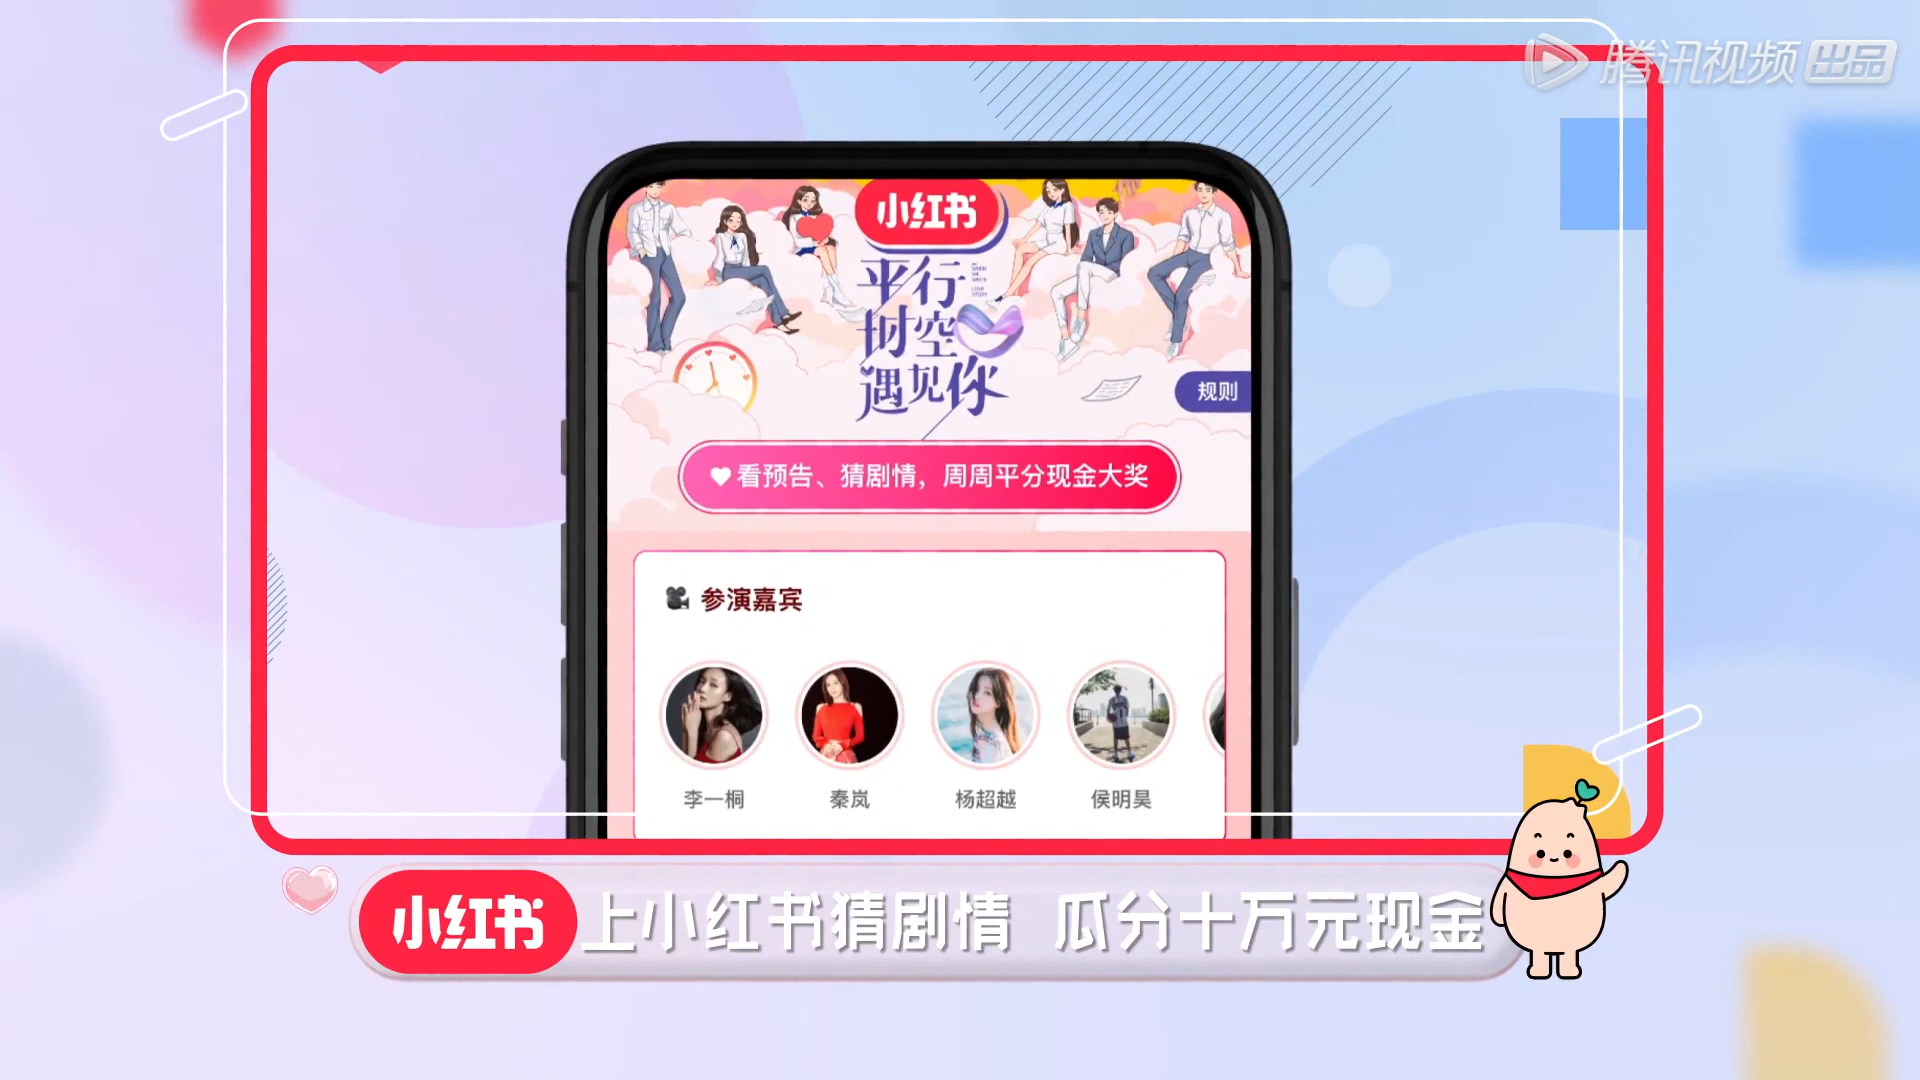 腾讯视频 出品
小红书
平行
时空
遇见你
规则
看预告、猜剧情，周周平分现金大奖
参演嘉宾
李一桐
秦岚
杨超越
侯明昊
小红书 上小红书猜剧情 瓜分十万元现金